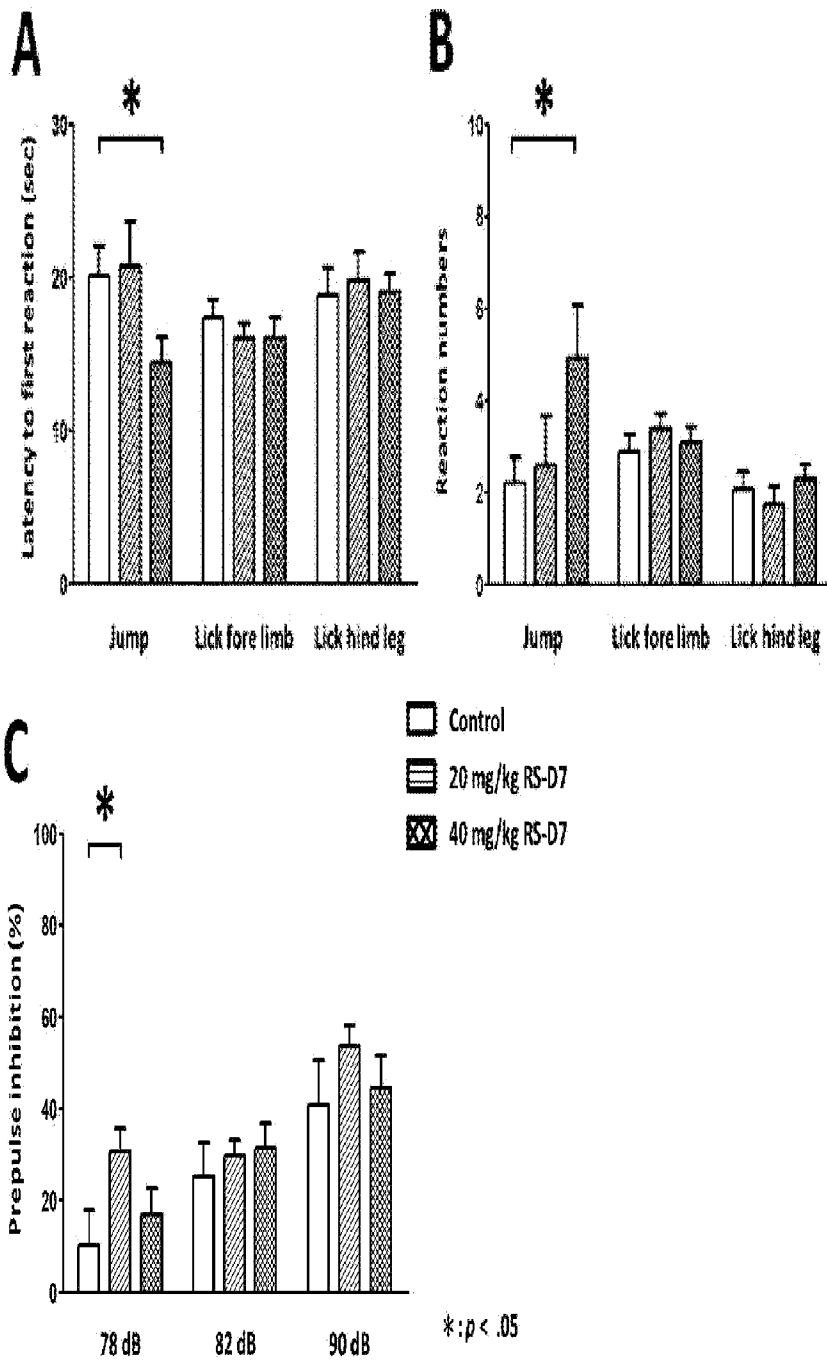 A
Latency to first reaction (sec)
30
20
10
0
*
Jump
Lick fore limb
Lick hind leg
B
Reaction numbers
10
8
6
4
2
0
*
Jump
Lick fore limb
Lick hind leg
Control
20 mg/kg RS-D7
40 mg/kg RS-D7
C
Prepulse inhibition (%)
100
80
60
40
20
0
*
78 dB
82 dB
90 dB
* : p < .05